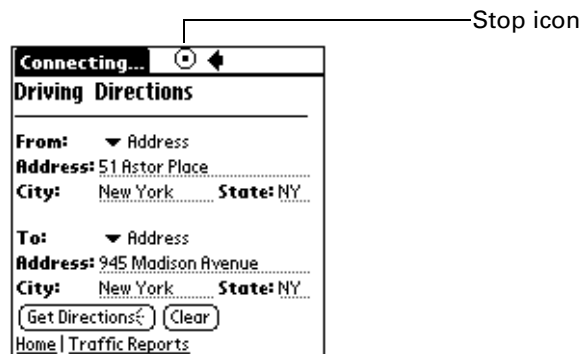 Stop icon
Connecting...
Driving Directions
From: Address
Address: 51 Astor Place
City: New York State: NY
To: Address
Address: 945 Madison Avenue
City: New York State: NY
Get Directions Clear
Home | Traffic Reports